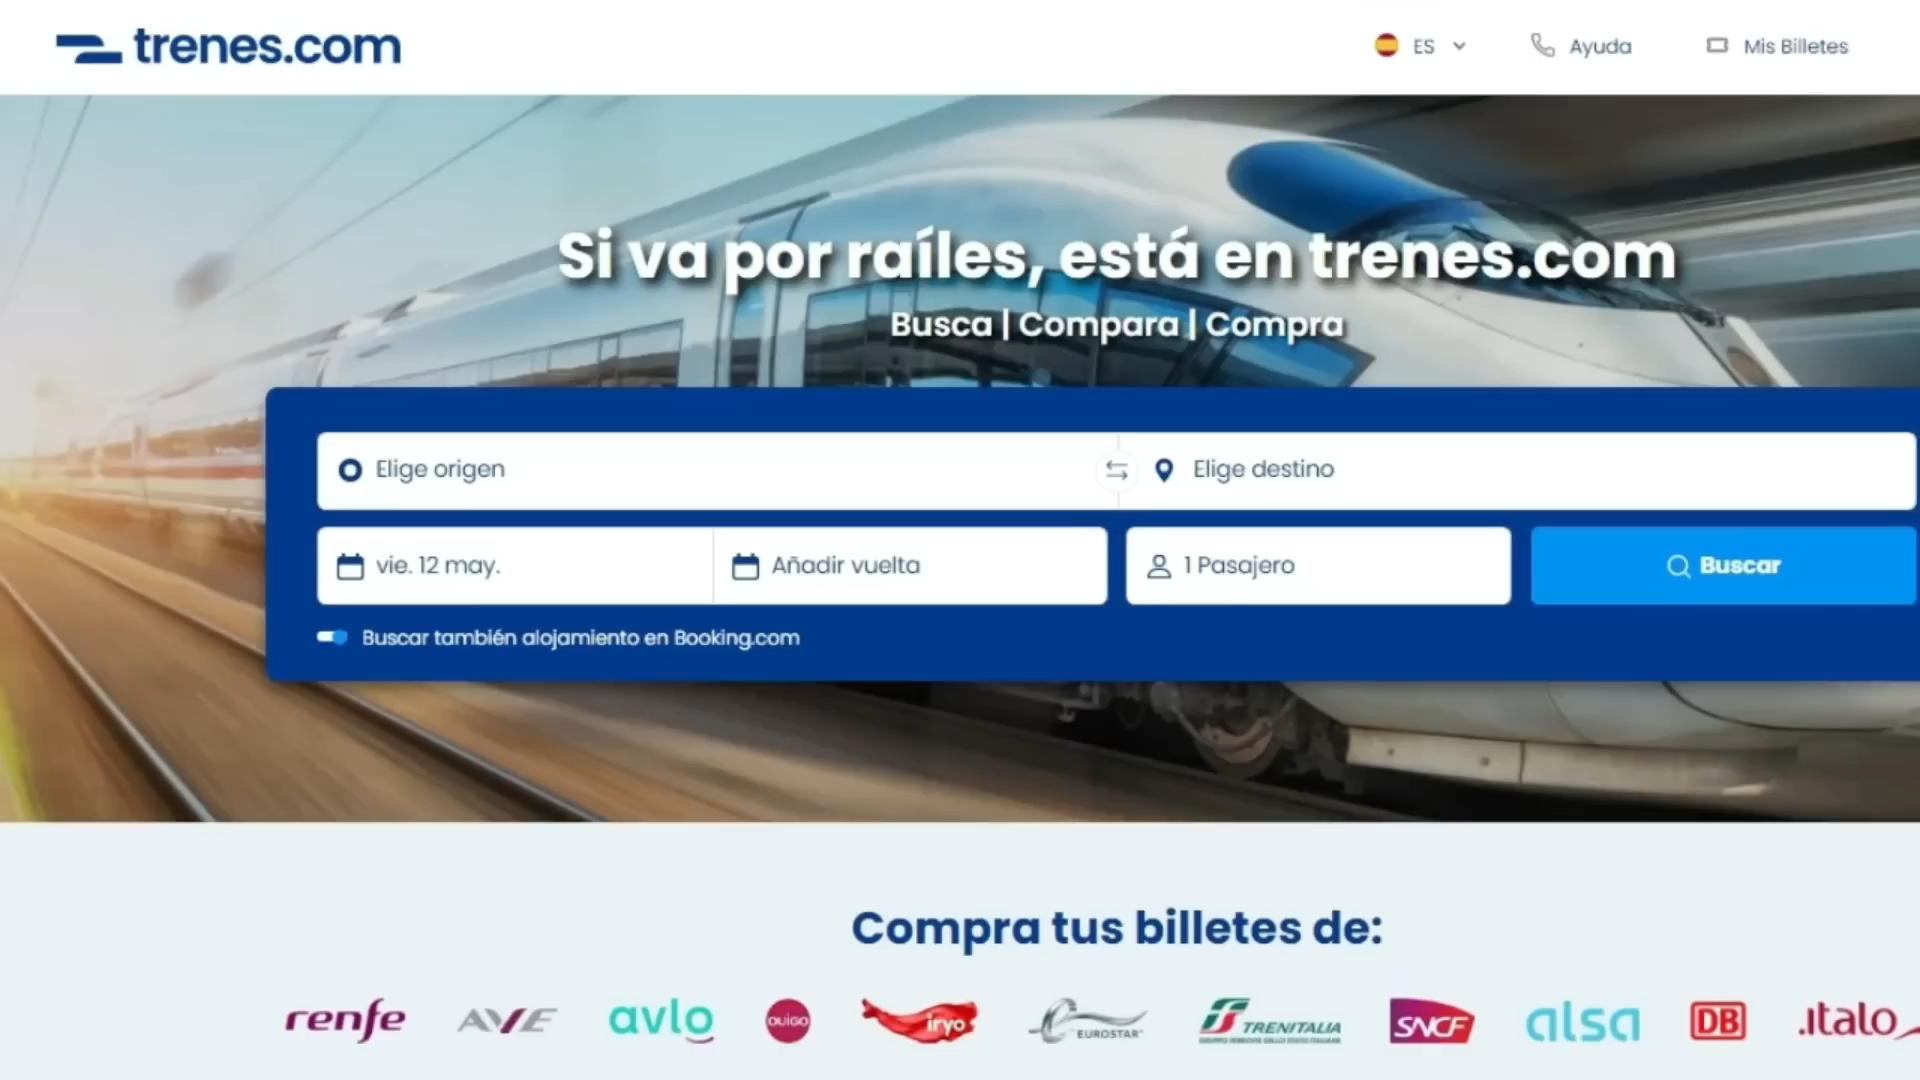 trenes.com
ES
Ayuda
Mis Billetes
Si va por raíles, está en trenes.com
Busca | Compara | Compra
Elige origen
Elige destino
vie. 12 may.
Añadir vuelta
1 Pasajero
Buscar
Buscar también alojamiento en Booking.com
Compra tus billetes de:
renfe
AVE
avlo
OUIGO
iryo
EUROSTAR
TRENITALIA
SNCF
alsa
DB
.italo